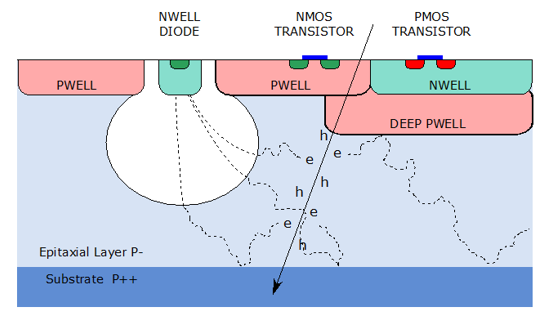 NWELL
DIODE
NMOS
TRANSISTOR
PMOS
TRANSISTOR
PWELL
PWELL
NWELL
DEEP PWELL
h
e
e
h
h
e
e
h
Epitaxial Layer P-
Substrate P++